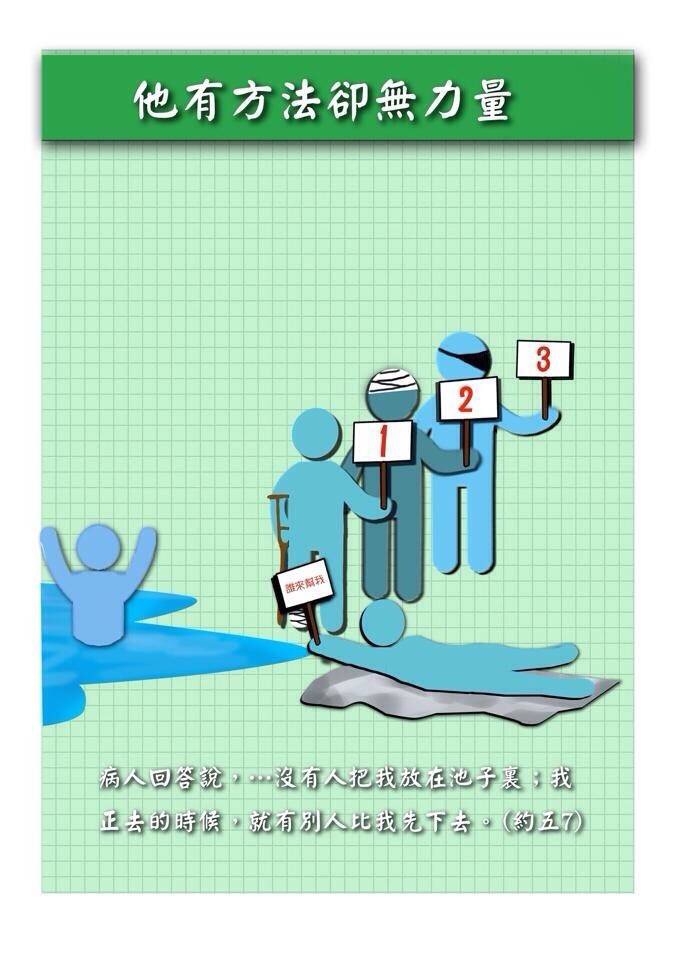 他有方法卻無力量
3
2
1
誰來幫我
病人回答說，…沒有人把我放在池子裏；我
正去的時候，就有別人比我先下去。(約五7)